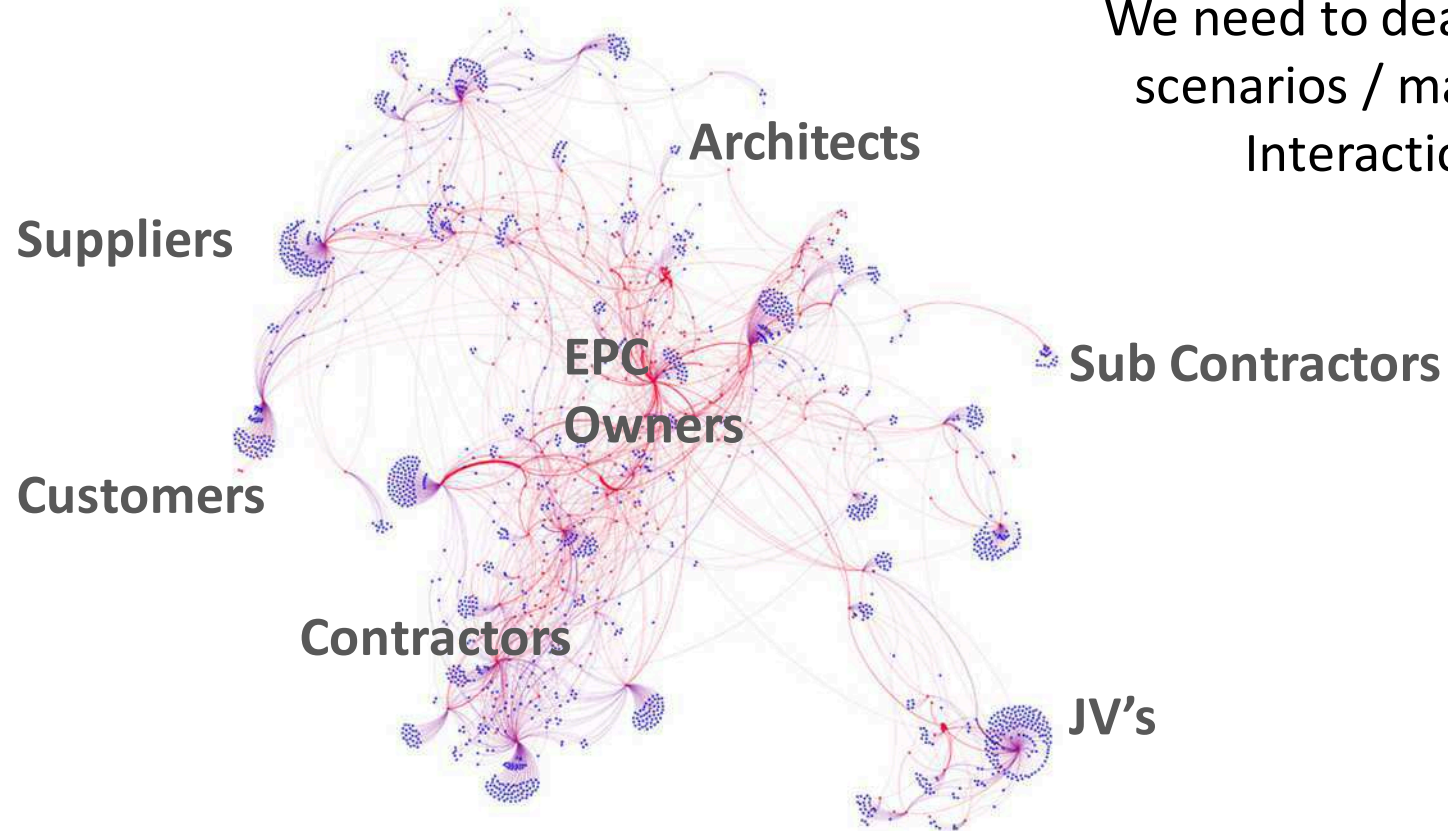 We need to dea
scenarios / ma
Interactio
Architects
Suppliers
EPC
Owners
Sub Contractors
Customers
Contractors
JV’s